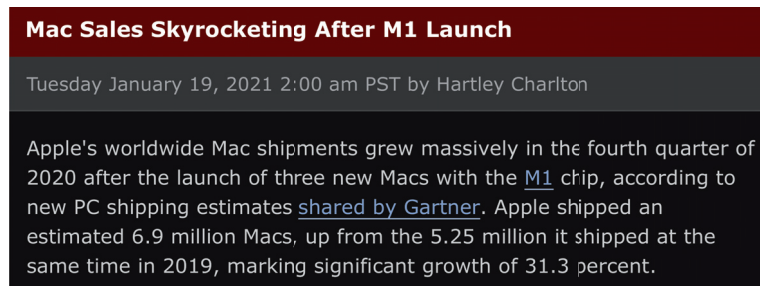 Mac Sales Skyrocketing After M1 Launch
Tuesday January 19, 2021 2:00 am PST by Hartley Charlton
Apple's worldwide Mac shipments grew massively in the fourth quarter of
2020 after the launch of three new Macs with the M1 chip, according to
new PC shipping estimates shared by Gartner. Apple shipped an
estimated 6.9 million Macs, up from the 5.25 million it shipped at the
same time in 2019, marking significant growth of 31.3 percent.